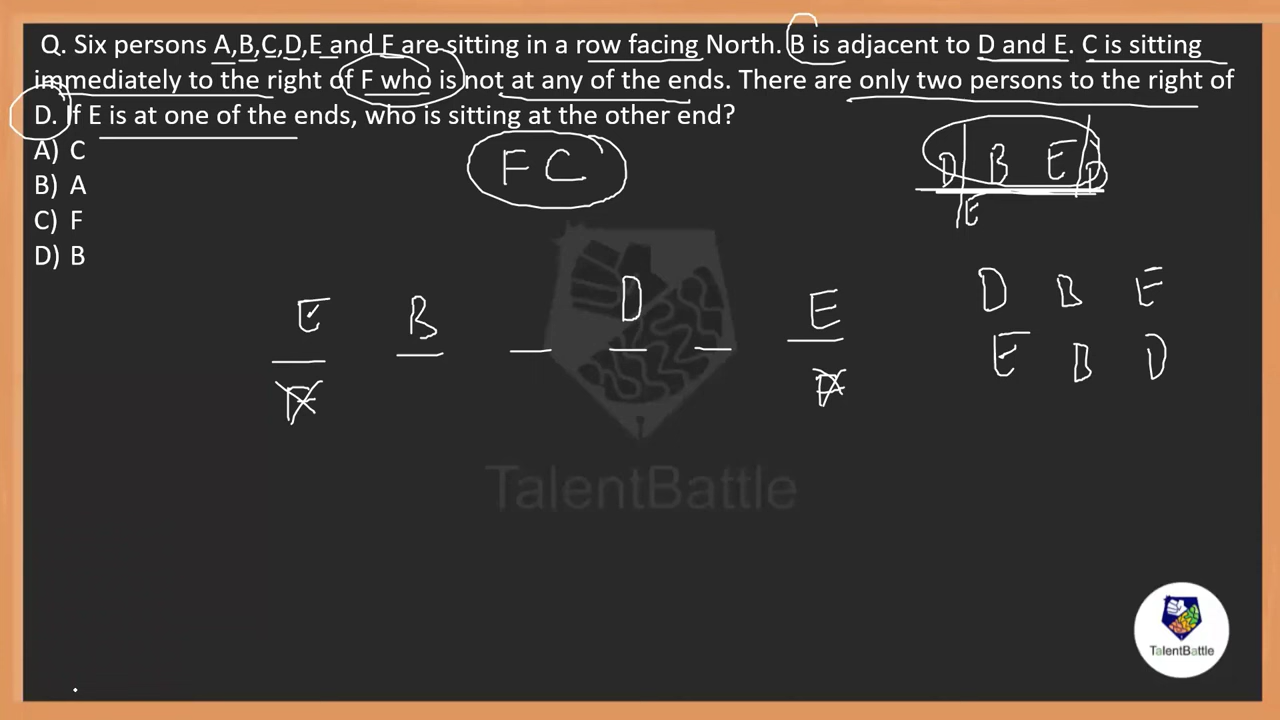 Q. Six persons A,B,C,D,E and F are sitting in a row facing North. B is adjacent to D and E. C is sitting
immediately to the right of F who is not at any of the ends. There are only two persons to the right of
D. If E is at one of the ends, who is sitting at the other end?
A) C
B) A
C) F
D) B
F C
D B E D
E
E B D E
F F
D B E
E B D
TalentBattle
TalentBattle